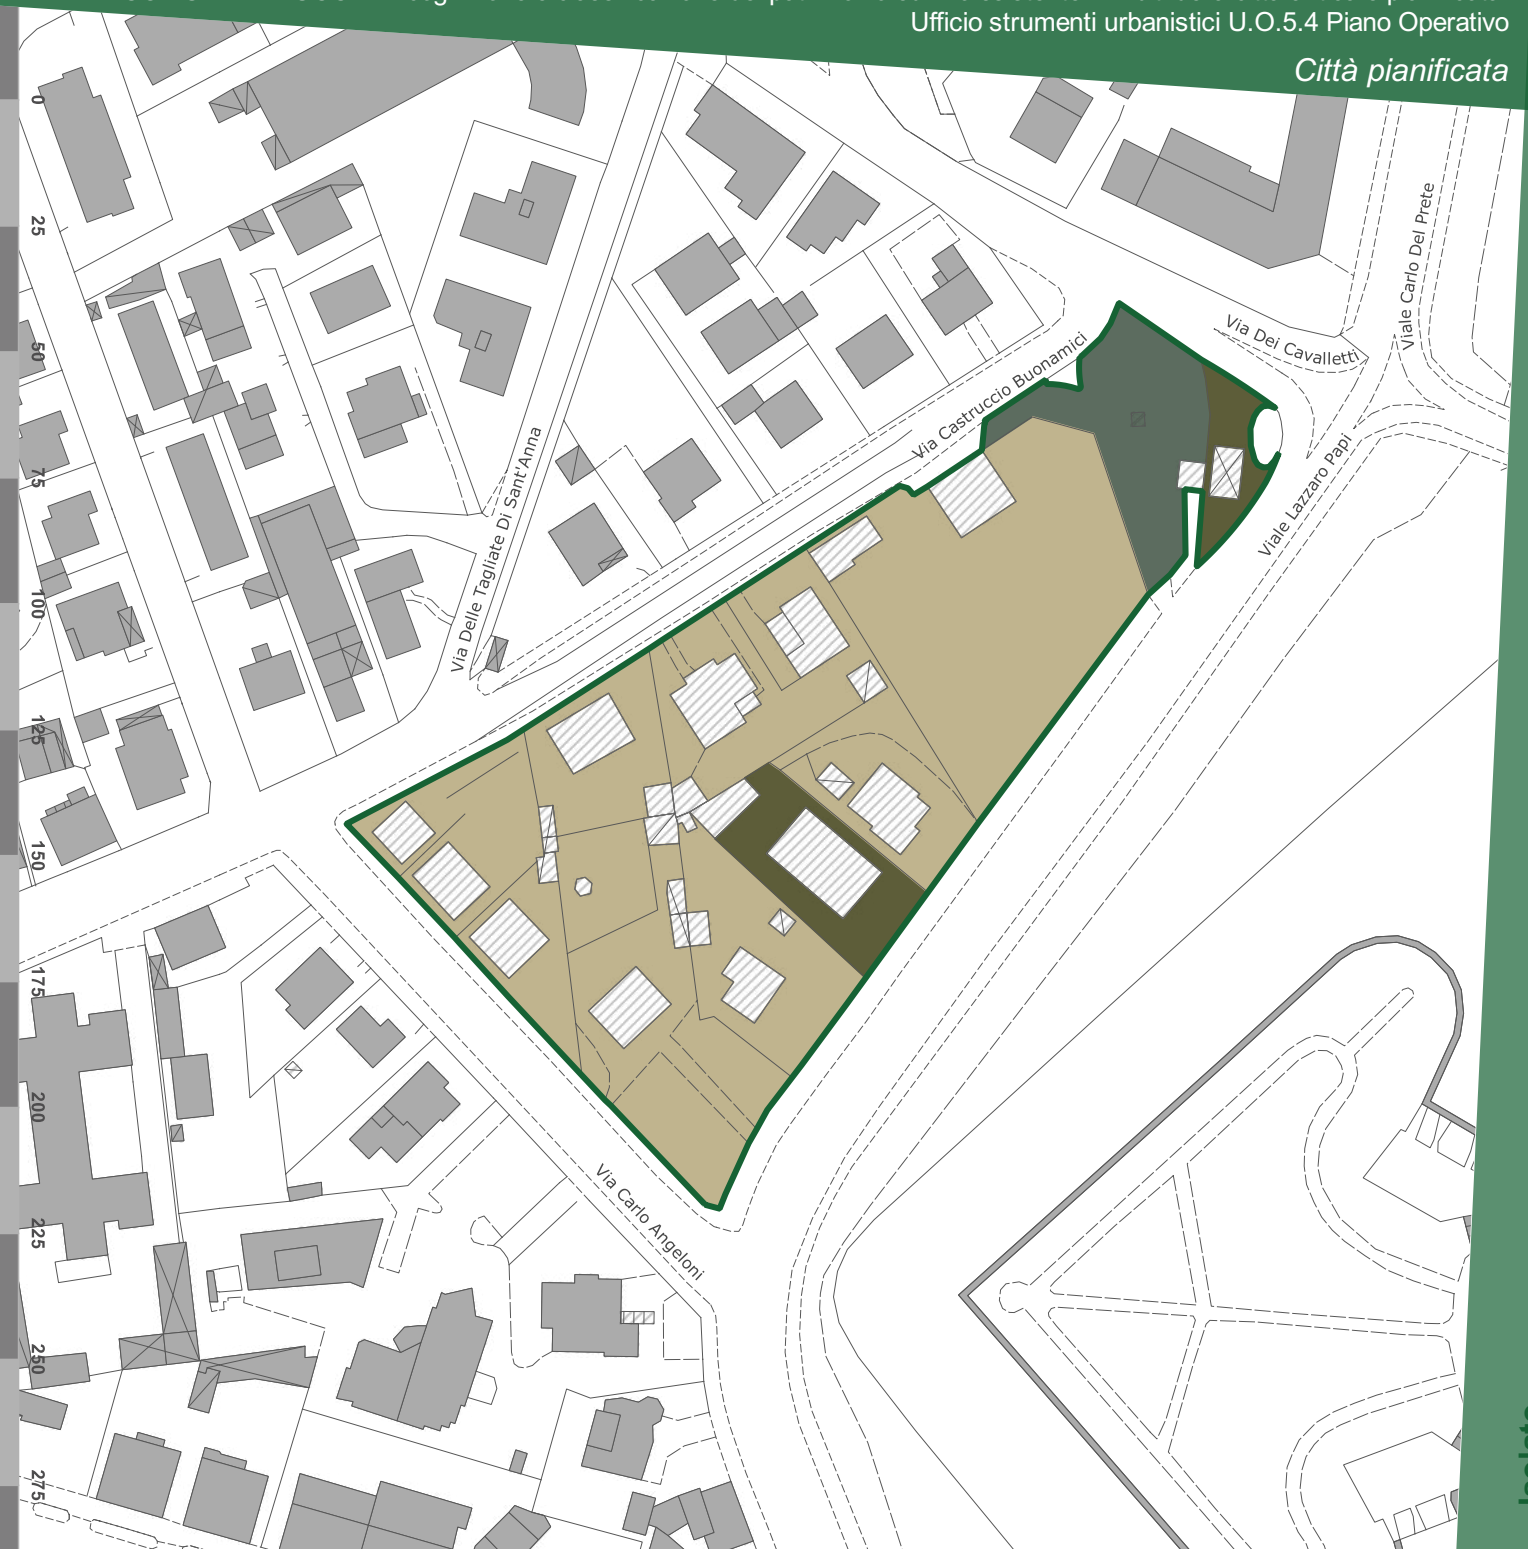 Ufficio strumenti urbanistici U.O.5.4 Piano Operativo
Città pianificata
0
25
50
75
100
125
150
175
200
225
250
275
Viale Carlo Del Prete
Via Dei Cavalletti
Via Castruccio Buonamici
Viale Lazzaro Papi
Via Delle Tagliate Di Sant'Anna
Via Carlo Angeloni